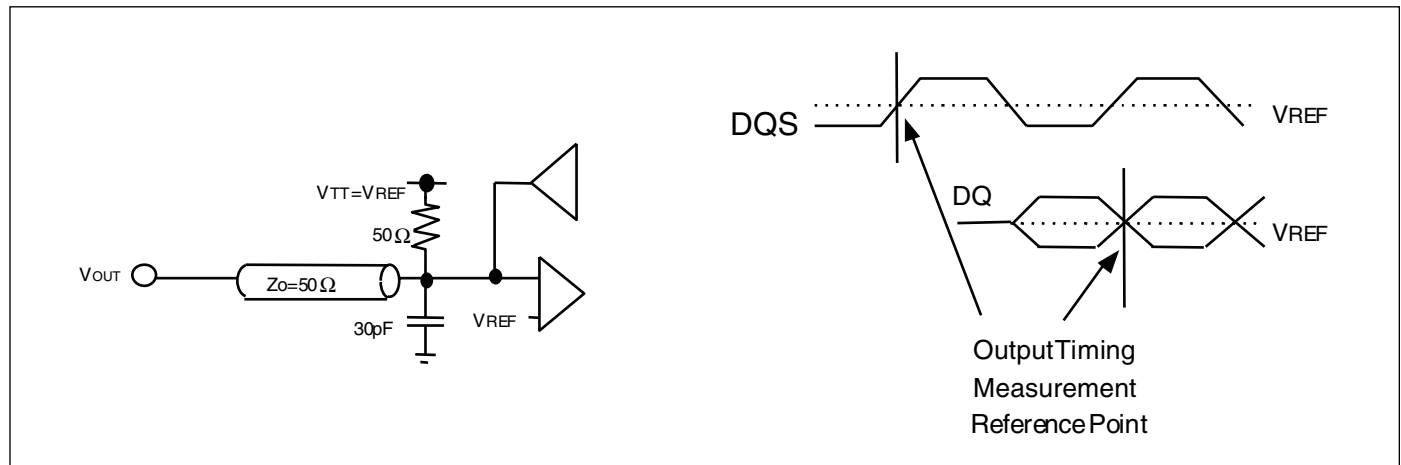 VTT=VREF
50Ω
VOUT
Zo=50Ω
30pF
VREF
DQS
VREF
DQ
VREF
OutputTiming
Measurement
ReferencePoint